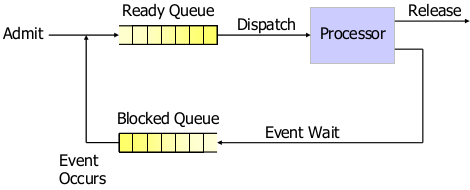 Ready Queue
Release
Admit
Dispatch
Processor
Blocked Queue
Event Wait
Event
Occurs